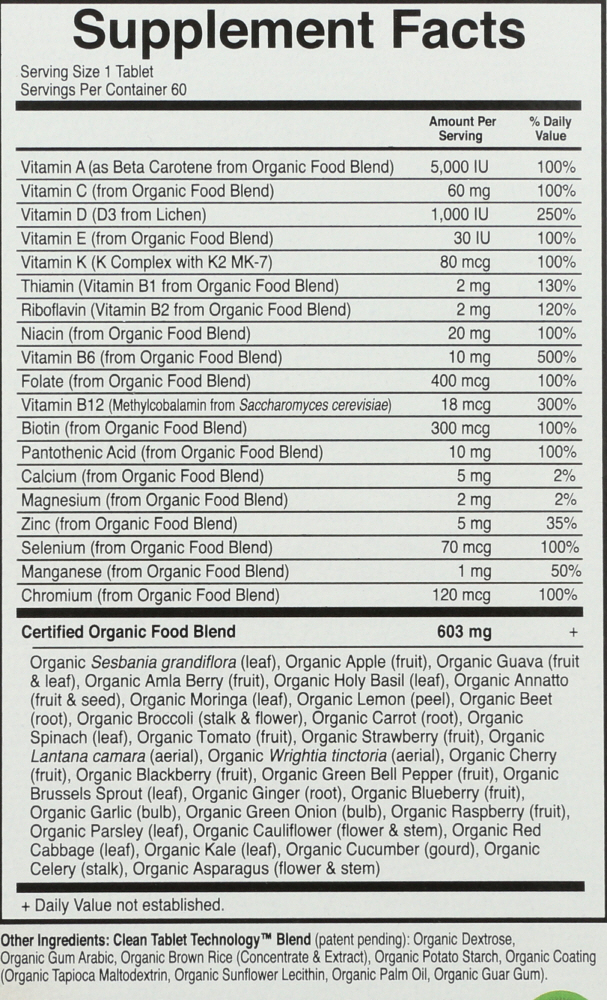 Supplement Facts
Serving Size 1 Tablet
Servings Per Container 60
Amount Per Serving % Daily Value
Vitamin A (as Beta Carotene from Organic Food Blend) 5,000 IU 100%
Vitamin C (from Organic Food Blend) 60 mg 100%
Vitamin D (D3 from Lichen) 1,000 IU 250%
Vitamin E (from Organic Food Blend) 30 IU 100%
Vitamin K (K Complex with K2 MK-7) 80 mcg 100%
Thiamin (Vitamin B1 from Organic Food Blend) 2 mg 130%
Riboflavin (Vitamin B2 from Organic Food Blend) 2 mg 120%
Niacin (from Organic Food Blend) 20 mg 100%
Vitamin B6 (from Organic Food Blend) 10 mg 500%
Folate (from Organic Food Blend) 400 mcg 100%
Vitamin B12 (Methylcobalamin from Saccharomyces cerevisiae) 18 mcg 300%
Biotin (from Organic Food Blend) 300 mcg 100%
Pantothenic Acid (from Organic Food Blend) 10 mg 100%
Calcium (from Organic Food Blend) 5 mg 2%
Magnesium (from Organic Food Blend) 2 mg 2%
Zinc (from Organic Food Blend) 5 mg 35%
Selenium (from Organic Food Blend) 70 mcg 100%
Manganese (from Organic Food Blend) 1 mg 50%
Chromium (from Organic Food Blend) 120 mcg 100%
Certified Organic Food Blend 603 mg +
Organic Sesbania grandiflora (leaf), Organic Apple (fruit), Organic Guava (fruit
& leaf), Organic Amla Berry (fruit), Organic Holy Basil (leaf), Organic Annatto
(fruit & seed), Organic Moringa (leaf), Organic Lemon (peel), Organic Beet
(root), Organic Broccoli (stalk & flower), Organic Carrot (root), Organic
Spinach (leaf), Organic Tomato (fruit), Organic Strawberry (fruit), Organic
Lantana camara (aerial), Organic Wrightia tinctoria (aerial), Organic Cherry
(fruit), Organic Blackberry (fruit), Organic Green Bell Pepper (fruit), Organic
Brussels Sprout (leaf), Organic Ginger (root), Organic Blueberry (fruit),
Organic Garlic (bulb), Organic Green Onion (bulb), Organic Raspberry (fruit),
Organic Parsley (leaf), Organic Cauliflower (flower & stem), Organic Red
Cabbage (leaf), Organic Kale (leaf), Organic Cucumber (gourd), Organic
Celery (stalk), Organic Asparagus (flower & stem)
+ Daily Value not established.
Other Ingredients: Clean Tablet Technology™ Blend (patent pending): Organic Dextrose,
Organic Gum Arabic, Organic Brown Rice (Concentrate & Extract), Organic Potato Starch, Organic Coating
(Organic Tapioca Maltodextrin, Organic Sunflower Lecithin, Organic Palm Oil, Organic Guar Gum).